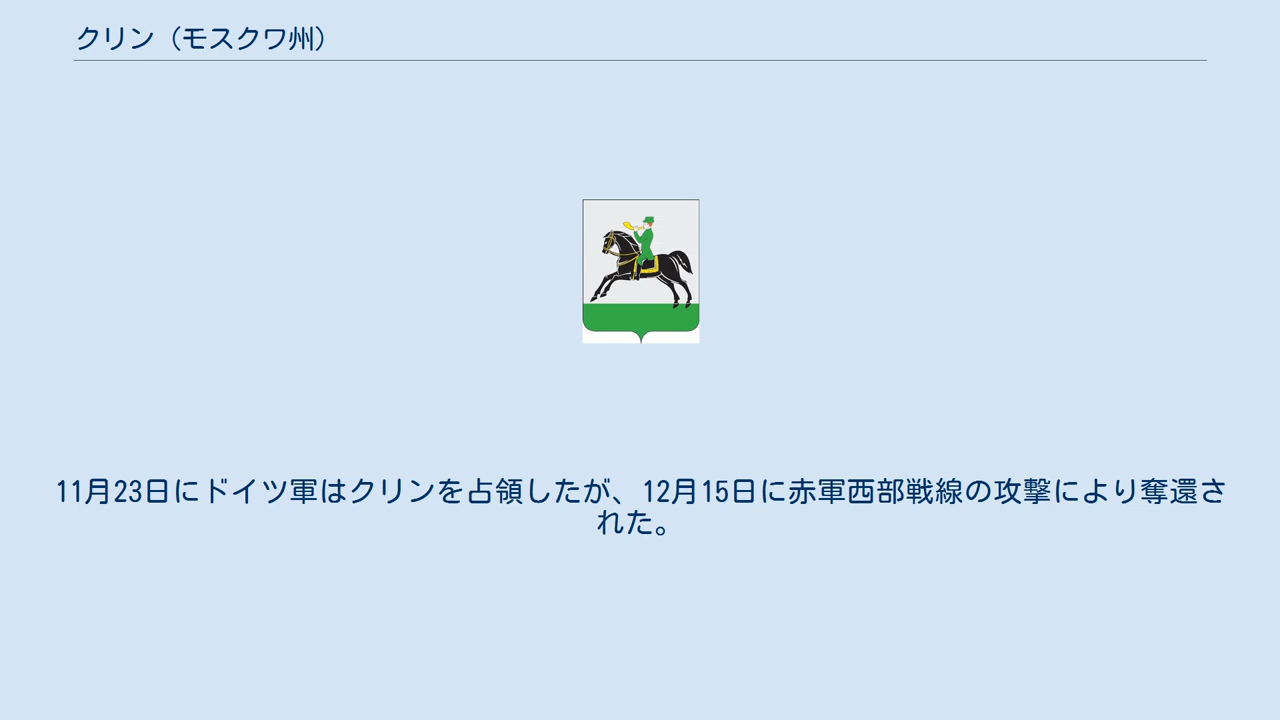 クリン（モスクワ州）
11月23日にドイツ軍はクリンを占領したが、12月15日に赤軍西部戦線の攻撃により奪還さ
れた。